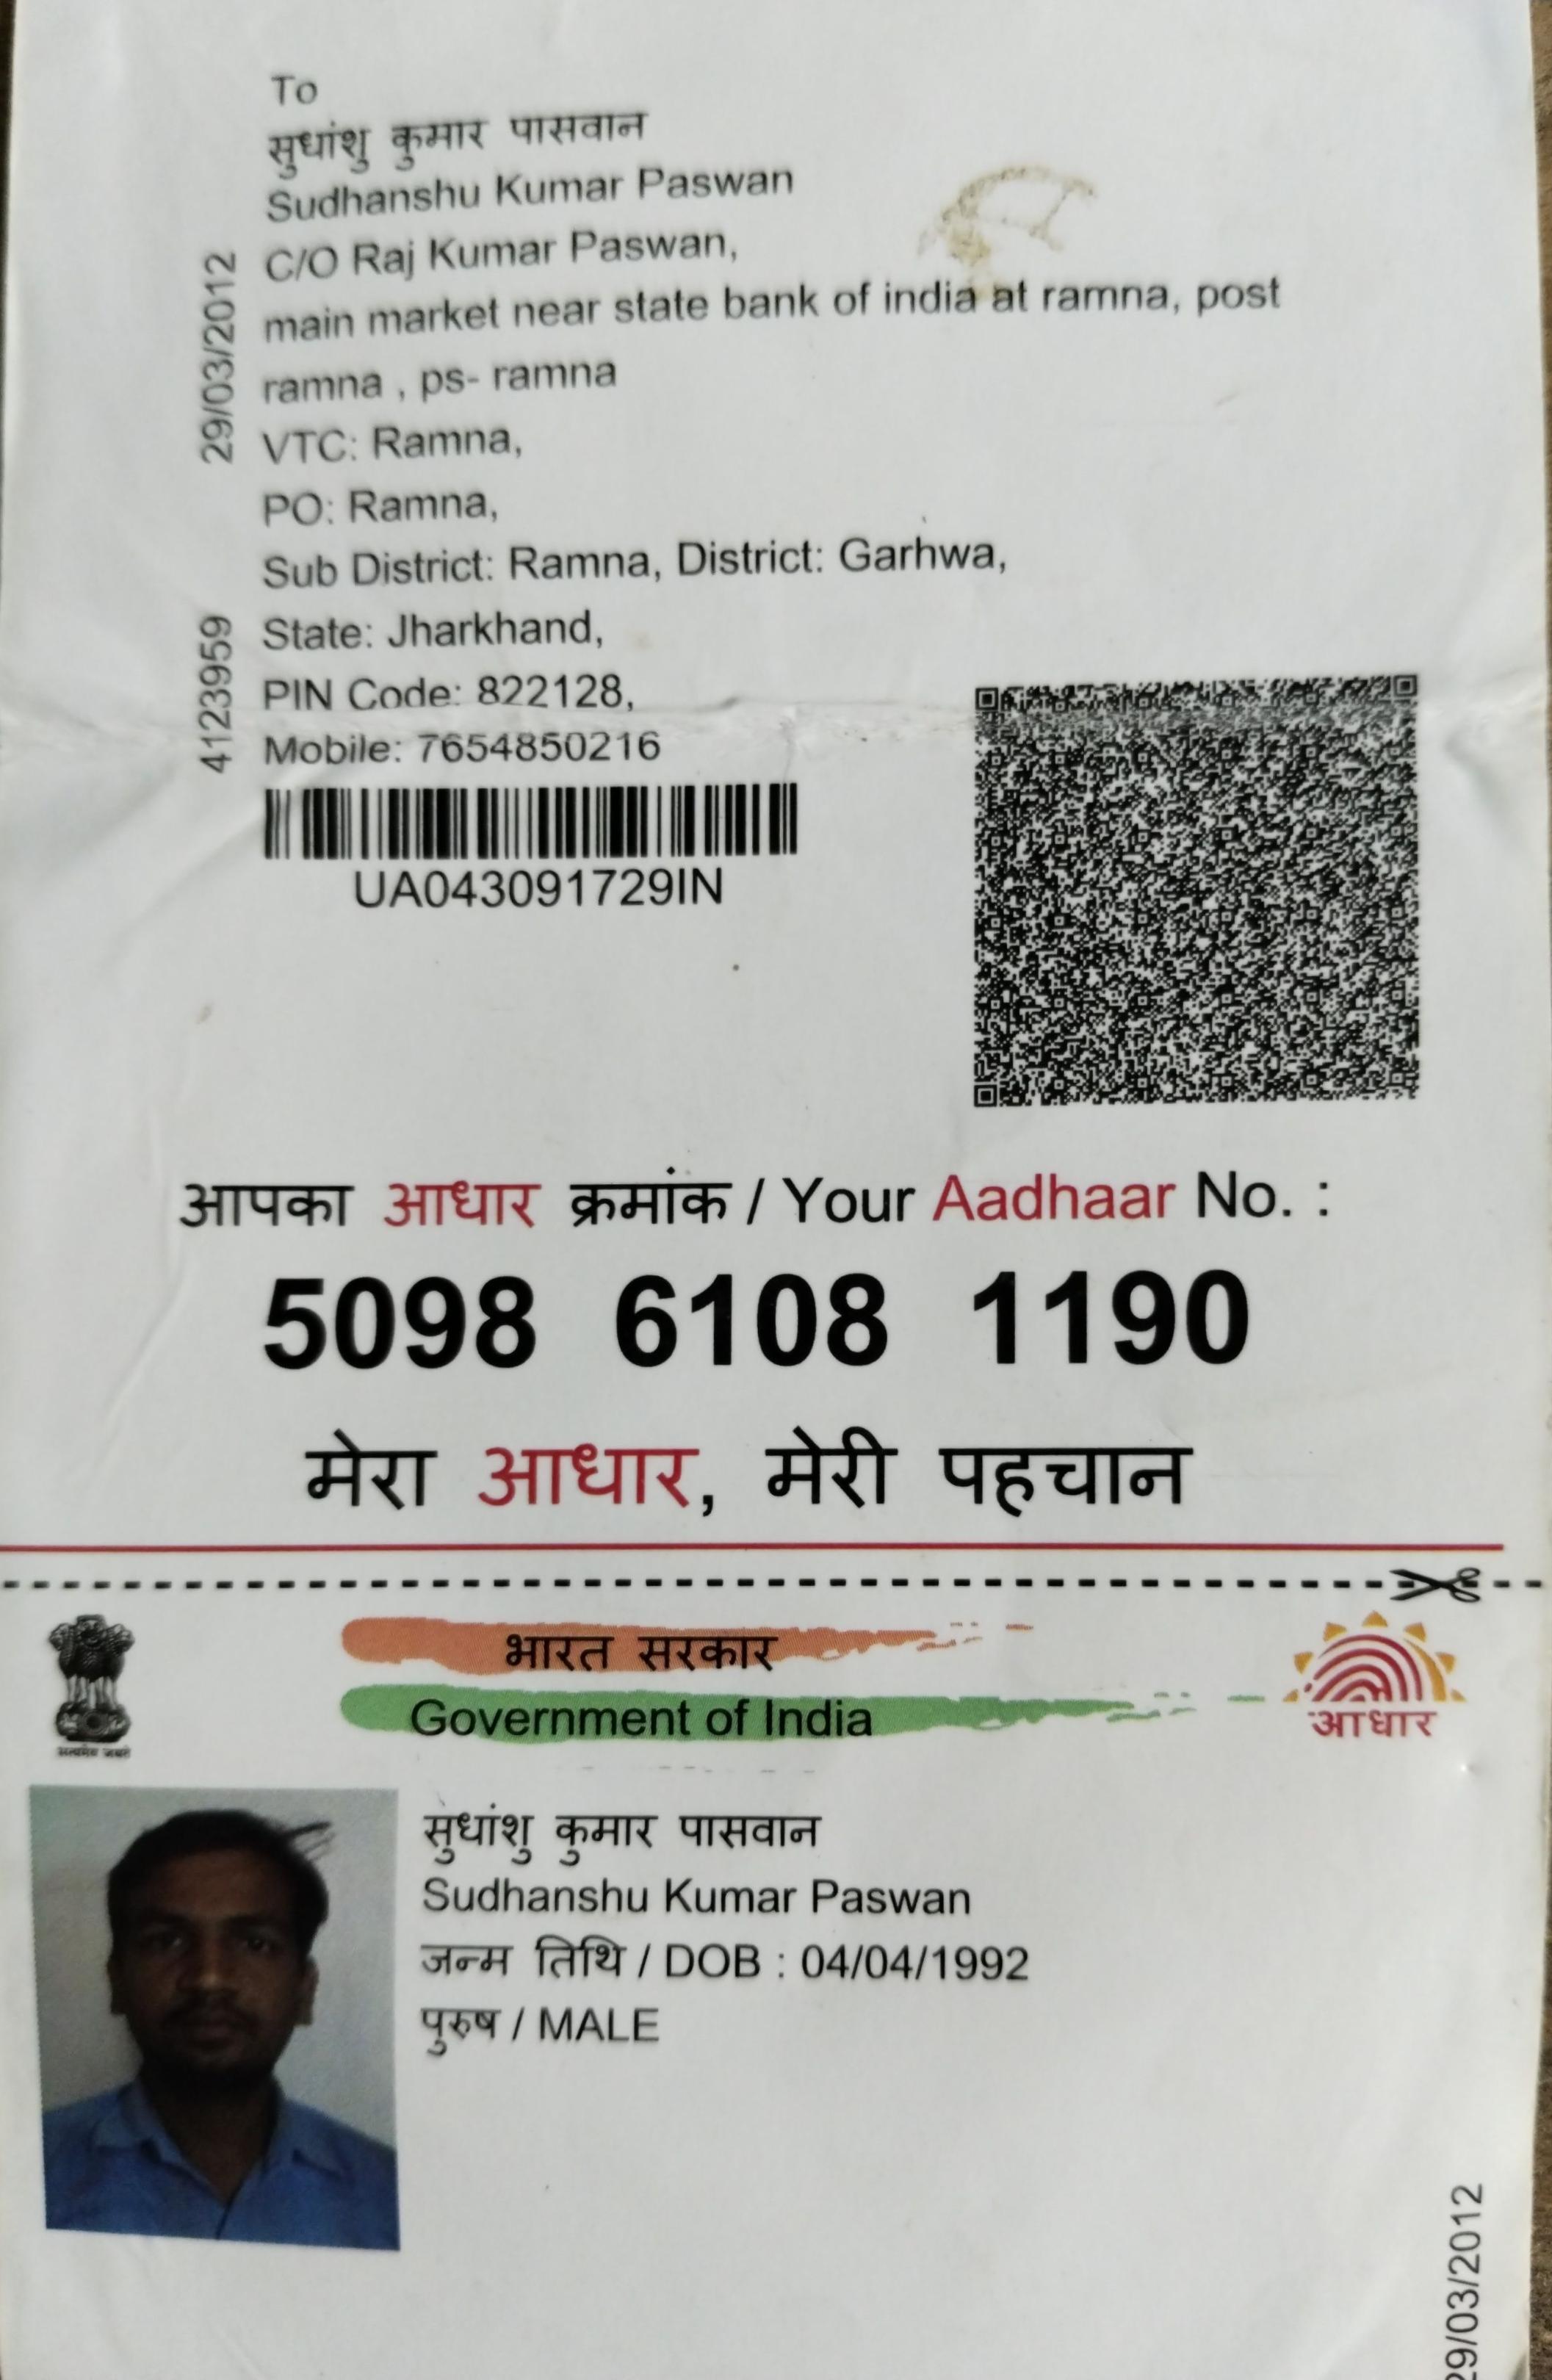 To
सुधांशु कुमार पासवान
Sudhanshu Kumar Paswan
C/O Raj Kumar Paswan,
main market near state bank of india at ramna, post
ramna , ps- ramna
VTC: Ramna,
PO: Ramna,
Sub District: Ramna, District: Garhwa,
State: Jharkhand,
PIN Code: 822128,
Mobile: 7654850216
29/03/2012
4123959
UA043091729IN
आपका आधार क्रमांक / Your Aadhaar No. :
5098 6108 1190
मेरा आधार, मेरी पहचान
भारत सरकार
Government of India
सत्यमेव जयते
आधार
सुधांशु कुमार पासवान
Sudhanshu Kumar Paswan
जन्म तिथि / DOB : 04/04/1992
पुरुष / MALE
29/03/2012